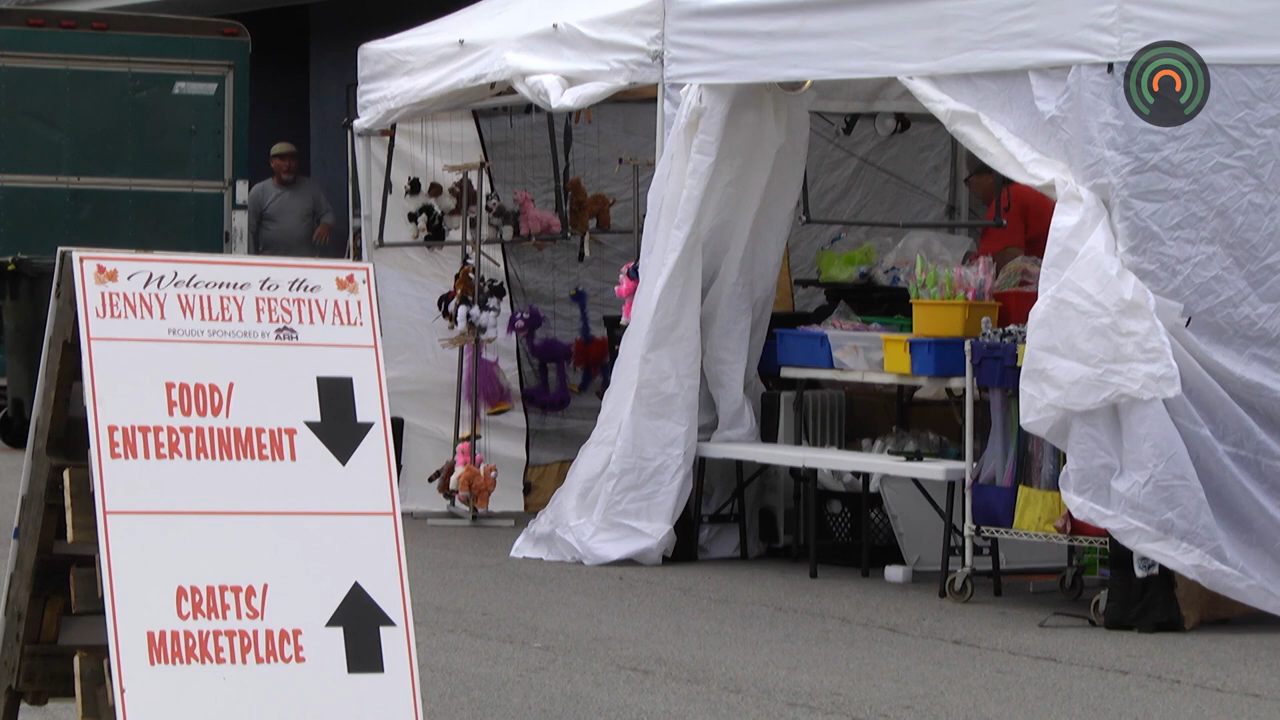 Welcome to the
JENNY WILEY FESTIVAL!
PROUDLY SPONSORED BY ARH
FOOD/
ENTERTAINMENT
CRAFTS/
MARKETPLACE